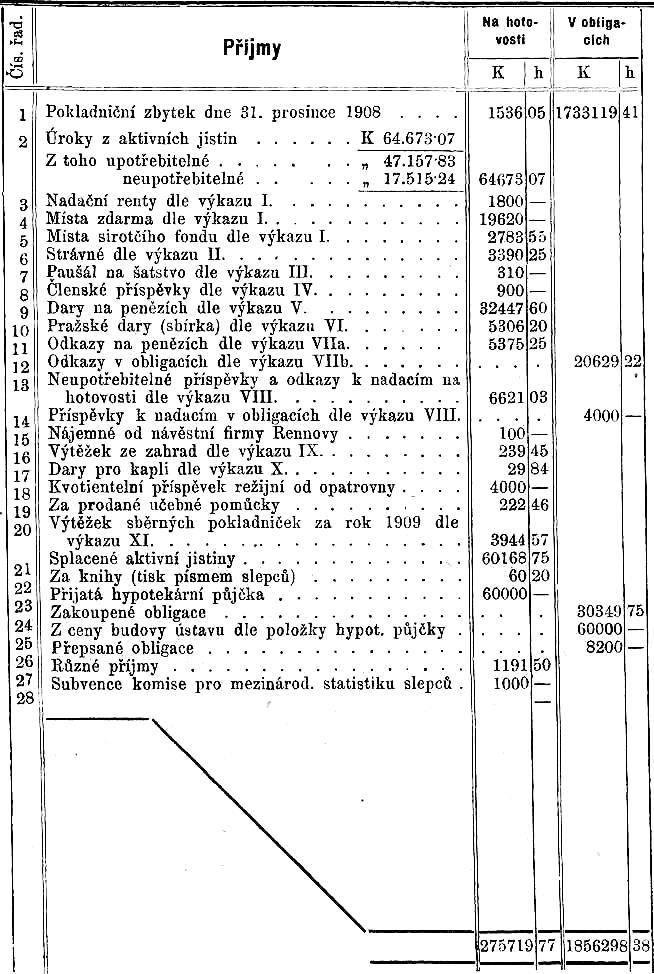 Čís. řad. Příjmy Na hoto- V obliga-
vosti cích
K h K h
1 Pokladniční zbytek dne 31. prosince 1908 . . . . 1536 05 1733119 41
2 Úroky z aktivních jistin . . . . . . K 64.673·07
Z toho upotřebitelné . . . . . . . „ 47.157·83
neupotřebitelné . . . . . . „ 17.515·24 64673 07
3 Nadační renty dle výkazu I. . . . . . . . . . . 1800 —
4 Místa zdarma dle výkazu I. . . . . . . . . . . 19620 —
5 Místa sirotčího fondu dle výkazu I. . . . . . . . 2783 55
6 Strávné dle výkazu II. . . . . . . . . . . . . 3390 25
7 Paušál na šatstvo dle výkazu III. . . . . . . . . 310 —
8 Členské příspěvky dle výkazu IV. . . . . . . . . 900 —
9 Dary na penězích dle výkazu V. . . . . . . . . 32447 60
10 Pražské dary (sbírka) dle výkazu VI. . . . . . . 5306 20
11 Odkazy na penězích dle výkazu VIIa. . . . . . 5375 25
12 Odkazy v obligacích dle výkazu VIIb. . . . . . . . . . . 20629 22
13 Neupotřebitelné příspěvky a odkazy k nadacím na
hotovosti dle výkazu VIII. . . . . . . . . . . 6621 03
14 Příspěvky k nadacím v obligacích dle výkazu VIII. . . . . 4000 —
15 Nájemné od návěstní firmy Rennovy . . . . . . . 100 —
16 Výtěžek ze zahrad dle výkazu IX. . . . . . . . . 239 45
17 Dary pro kapli dle výkazu X. . . . . . . . . . 29 84
18 Kvotientelní příspěvek režijní od opatrovny . . . . 4000 —
19 Za prodané učebné pomůcky . . . . . . . . . . 222 46
20 Výtěžek sběrných pokladniček za rok 1909 dle
výkazu XI. . . . . . . . . . . . . . . . . 3944 57
21 Splacené aktivní jistiny . . . . . . . . . . . . 60168 75
22 Za knihy (tisk písmem slepců) . . . . . . . . . 60 20
23 Přijatá hypotekární půjčka . . . . . . . . . . . 60000 —
24 Zakoupené obligace . . . . . . . . . . . . . . . . . 30349 75
25 Z ceny budovy ústavu dle položky hypot. půjčky . . . . . 60000 —
26 Přepsané obligace . . . . . . . . . . . . . . . . . 8200 —
27 Různé příjmy . . . . . . . . . . . . . . . . 1191 50
28 Subvence komise pro mezinárod. statistiku slepců . 1000 —
—
275719 77 1856298 38